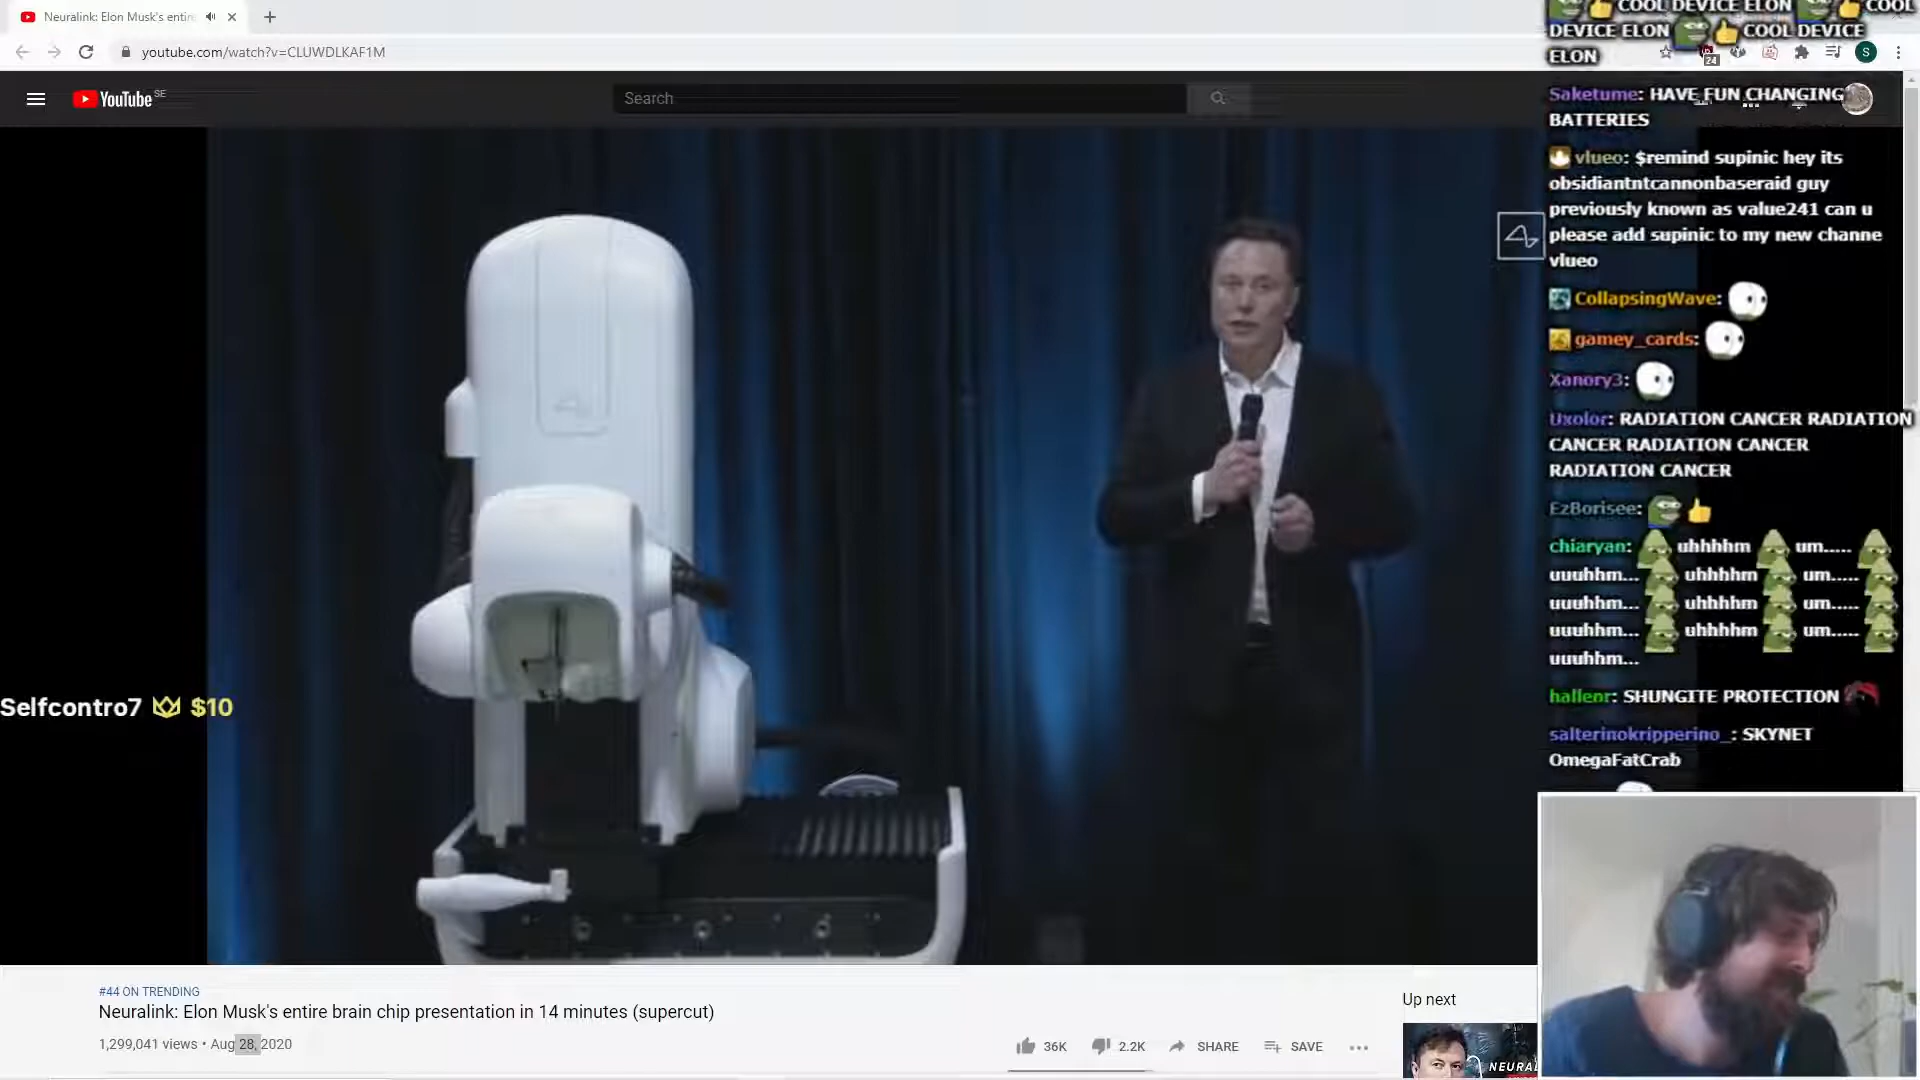 Neuralink: Elon Musk's entire
youtube.com/watch?v=CLUWDLKAF1M
YouTube SE
Search
24
S
COOL DEVICE ELON COOL
DEVICE ELON COOL DEVICE
ELON
Saketume: HAVE FUN CHANGING
BATTERIES
vlueo: $remind supinic hey its
obsidiantntcannonbaseraid guy
previously known as value241 can u
please add supinic to my new channe
vlueo
CollapsingWave:
gamey_cards:
Xanory3:
Uxolor: RADIATION CANCER RADIATION
CANCER RADIATION CANCER
RADIATION CANCER
EzBorisee:
chiaryan: uhhhhm um.....
uuuhhm... uhhhhm um.....
uuuhhm... uhhhhm um.....
uuuhhm... uhhhhm um.....
uuuhhm...
hallenr: SHUNGITE PROTECTION
salterinokripperino_: SKYNET
OmegaFatCrab
Selfcontro7 $10
#44 ON TRENDING
Neuralink: Elon Musk's entire brain chip presentation in 14 minutes (supercut)
1,299,041 views • Aug 28, 2020
36K 2.2K SHARE SAVE
Up next
NEURAL